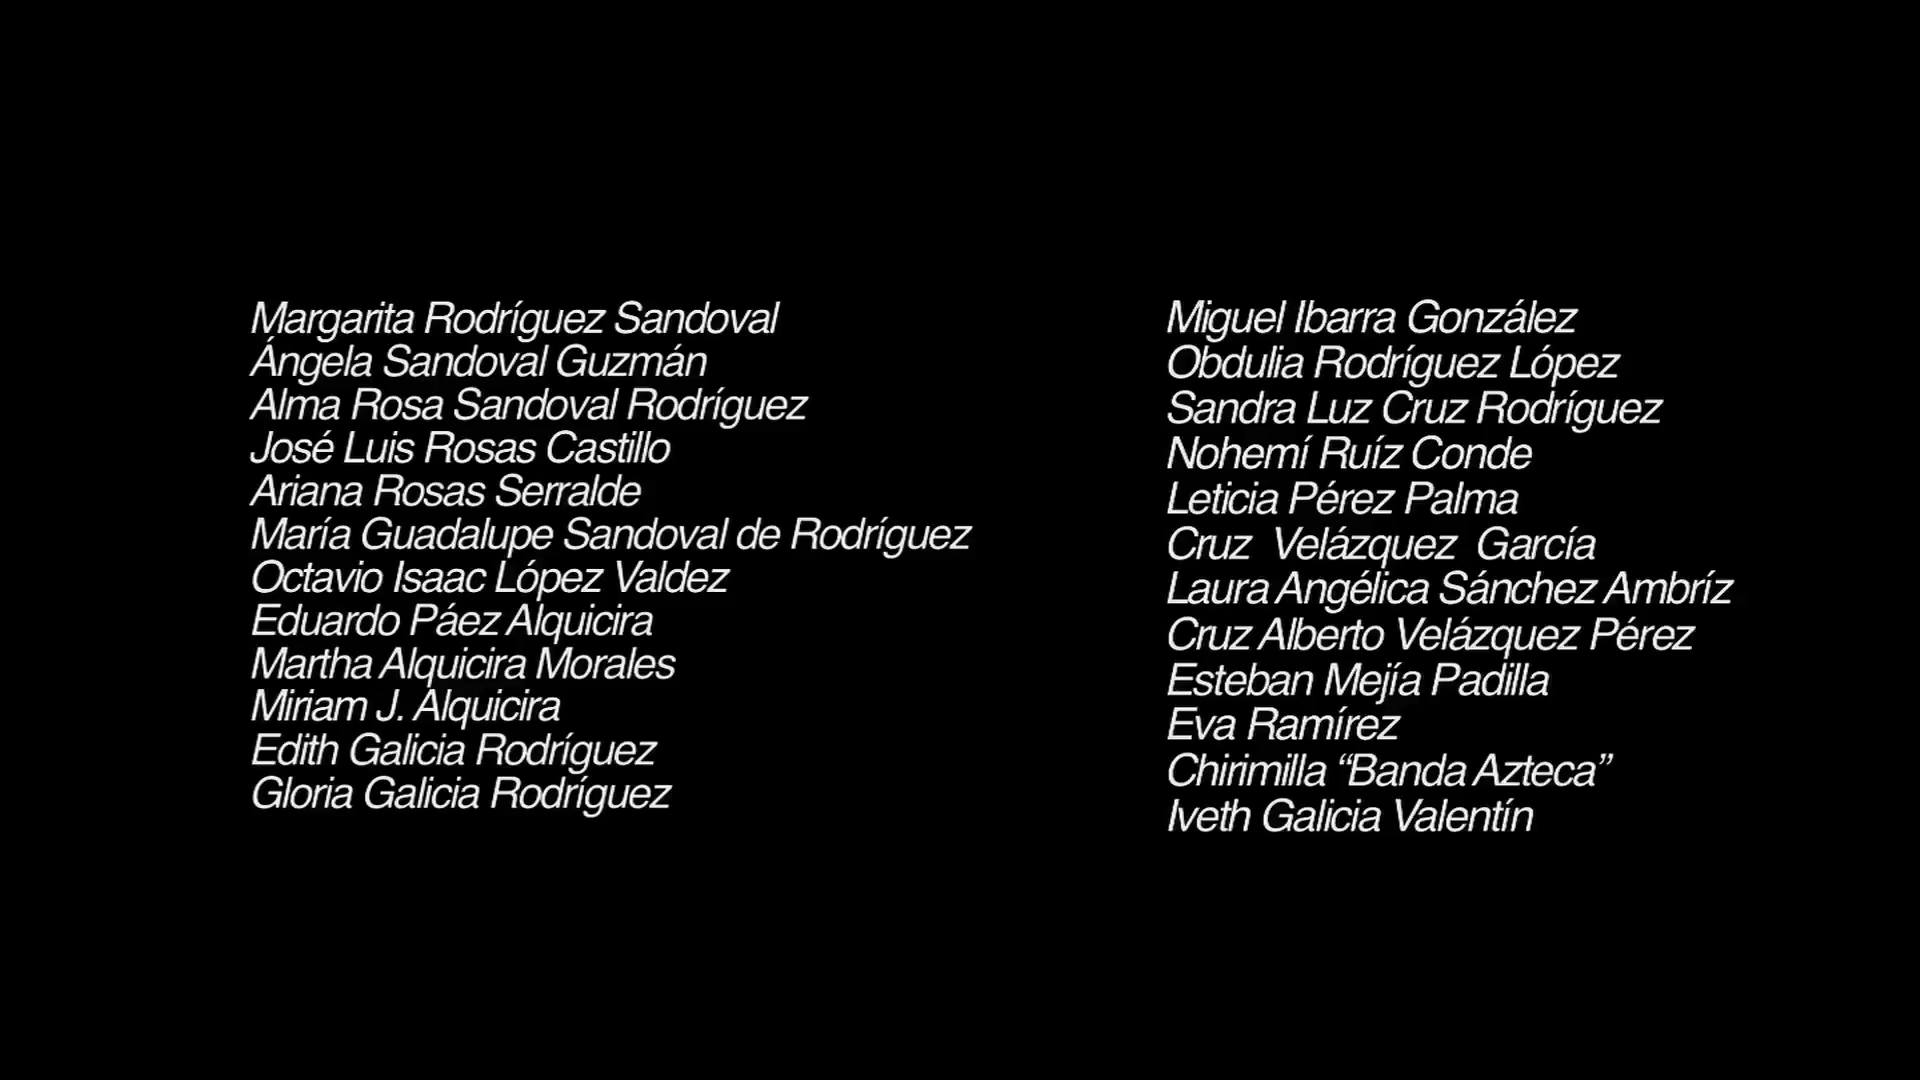 Margarita Rodríguez Sandoval
Ángela Sandoval Guzmán
Alma Rosa Sandoval Rodríguez
José Luis Rosas Castillo
Ariana Rosas Serralde
María Guadalupe Sandoval de Rodríguez
Octavio Isaac López Valdez
Eduardo Páez Alquicira
Martha Alquicira Morales
Miriam J. Alquicira
Edith Galicia Rodríguez
Gloria Galicia Rodríguez
Miguel Ibarra González
Obdulia Rodríguez López
Sandra Luz Cruz Rodríguez
Nohemí Ruíz Conde
Leticia Pérez Palma
Cruz  Velázquez  García
Laura Angélica Sánchez Ambríz
Cruz Alberto Velázquez Pérez
Esteban Mejía Padilla
Eva Ramírez
Chirimilla “Banda Azteca”
Iveth Galicia Valentín